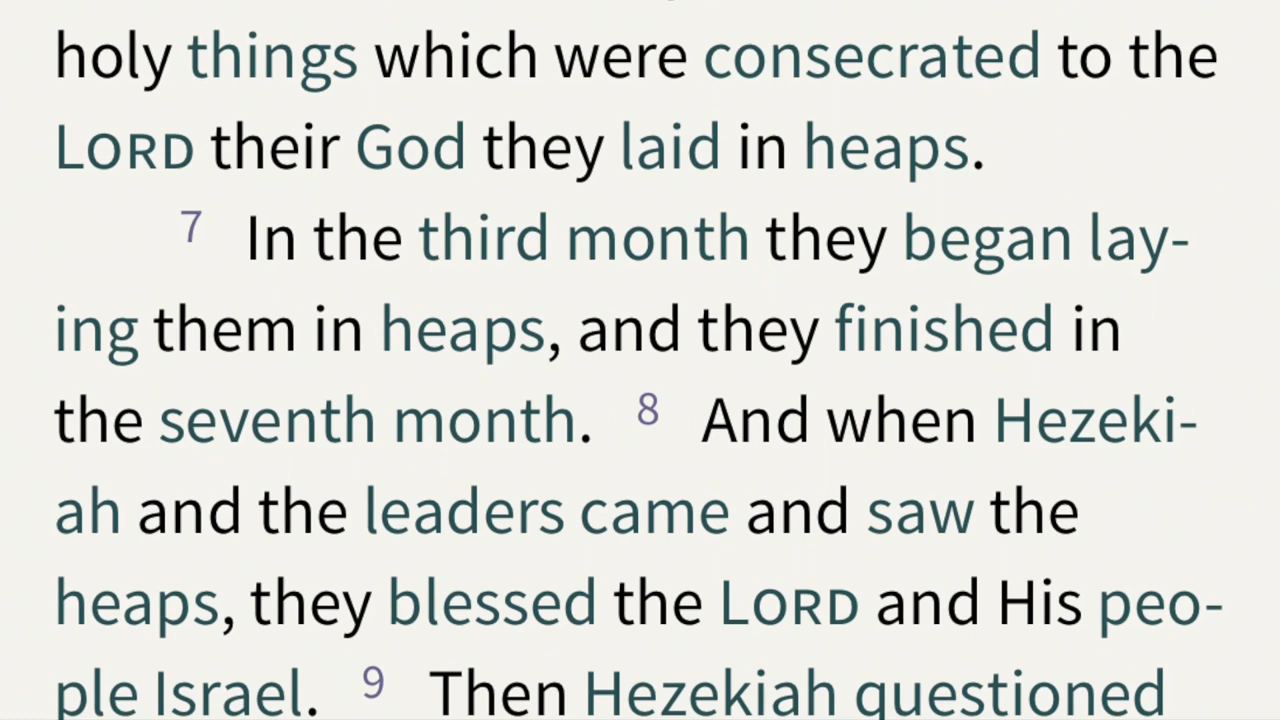 holy things which were consecrated to the
LORD their God they laid in heaps.
7 In the third month they began lay-
ing them in heaps, and they finished in
the seventh month. 8 And when Hezeki-
ah and the leaders came and saw the
heaps, they blessed the LORD and His peo-
ple Israel. 9 Then Hezekiah questioned